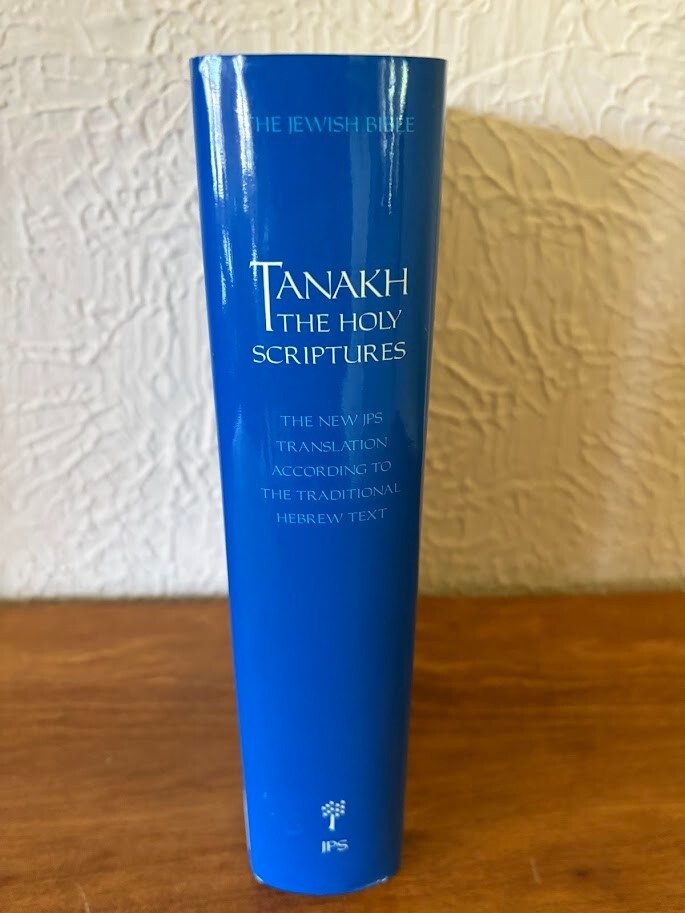 THE JEWISH BIBLE
TANAKH
THE HOLY
SCRIPTURES
THE NEW JPS
TRANSLATION
ACCORDING TO
THE TRADITIONAL
HEBREW TEXT
JPS